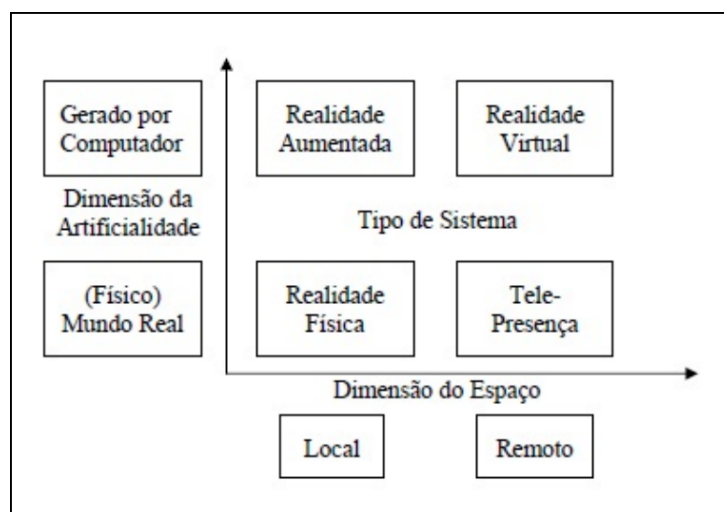 Gerado por
Computador
Realidade
Aumentada
Realidade
Virtual
Dimensão da
Artificialidade
Tipo de Sistema
(Físico)
Mundo Real
Realidade
Física
Tele-
Presença
Dimensão do Espaço
Local
Remoto